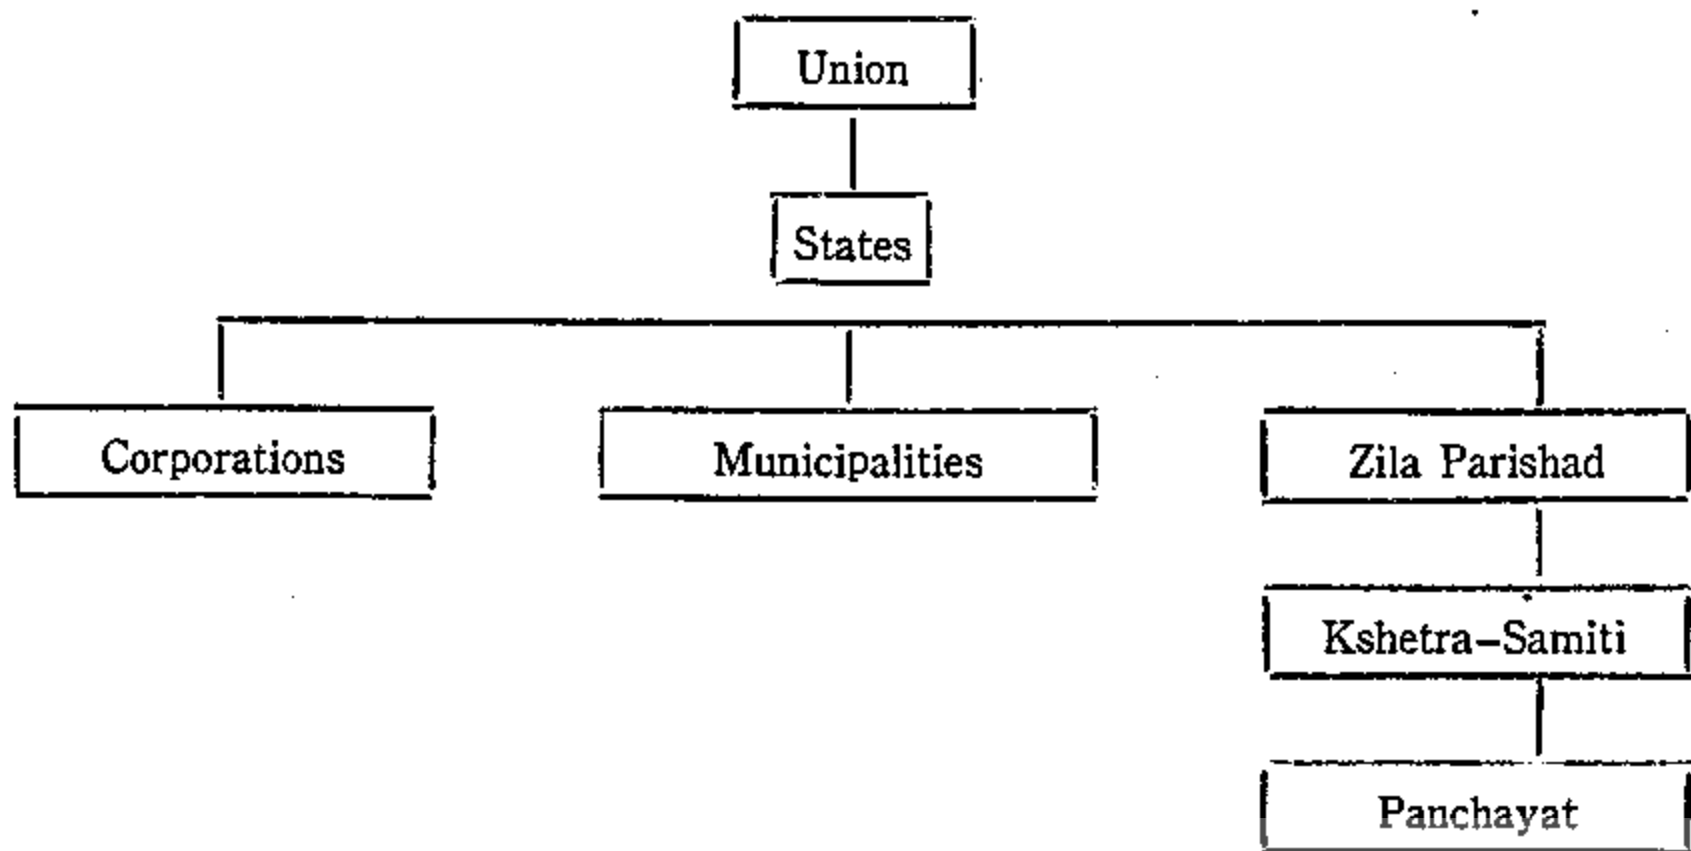 Union
States
Corporations
Municipalities
Zila Parishad
Kshetra-Samiti
Panchayat